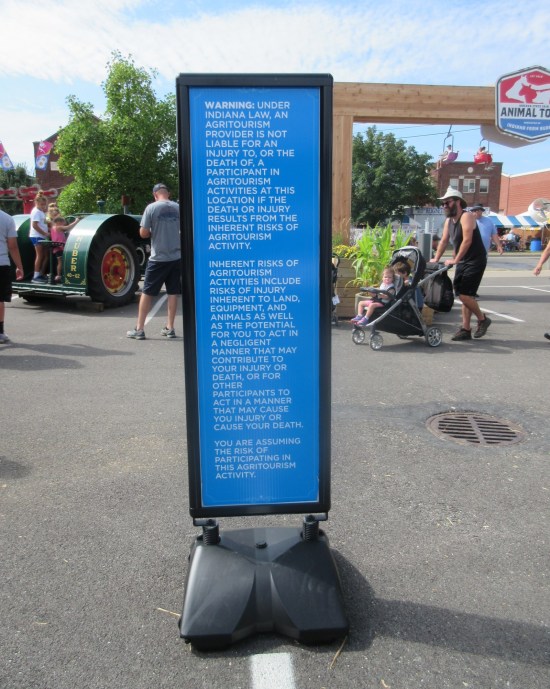 WARNING: UNDER
INDIANA LAW, AN
AGRITOURISM
PROVIDER IS NOT
LIABLE FOR AN
INJURY TO, OR THE
DEATH OF, A
PARTICIPANT IN
AGRITOURISM
ACTIVITIES AT THIS
LOCATION IF THE
DEATH OR INJURY
RESULTS FROM THE
INHERENT RISKS OF
AGRITOURISM
ACTIVITY.
INHERENT RISKS OF
AGRITOURISM
ACTIVITIES INCLUDE
RISKS OF INJURY
INHERENT TO LAND,
EQUIPMENT, AND
ANIMALS AS WELL
AS THE POTENTIAL
FOR YOU TO ACT IN
A NEGLIGENT
MANNER THAT MAY
CONTRIBUTE TO
YOUR INJURY OR
DEATH, OR FOR
OTHER
PARTICIPANTS TO
ACT IN A MANNER
THAT MAY CAUSE
YOU INJURY OR
CAUSE YOUR DEATH.
YOU ARE ASSUMING
THE RISK OF
PARTICIPATING IN
THIS AGRITOURISM
ACTIVITY.
ANIMAL TO